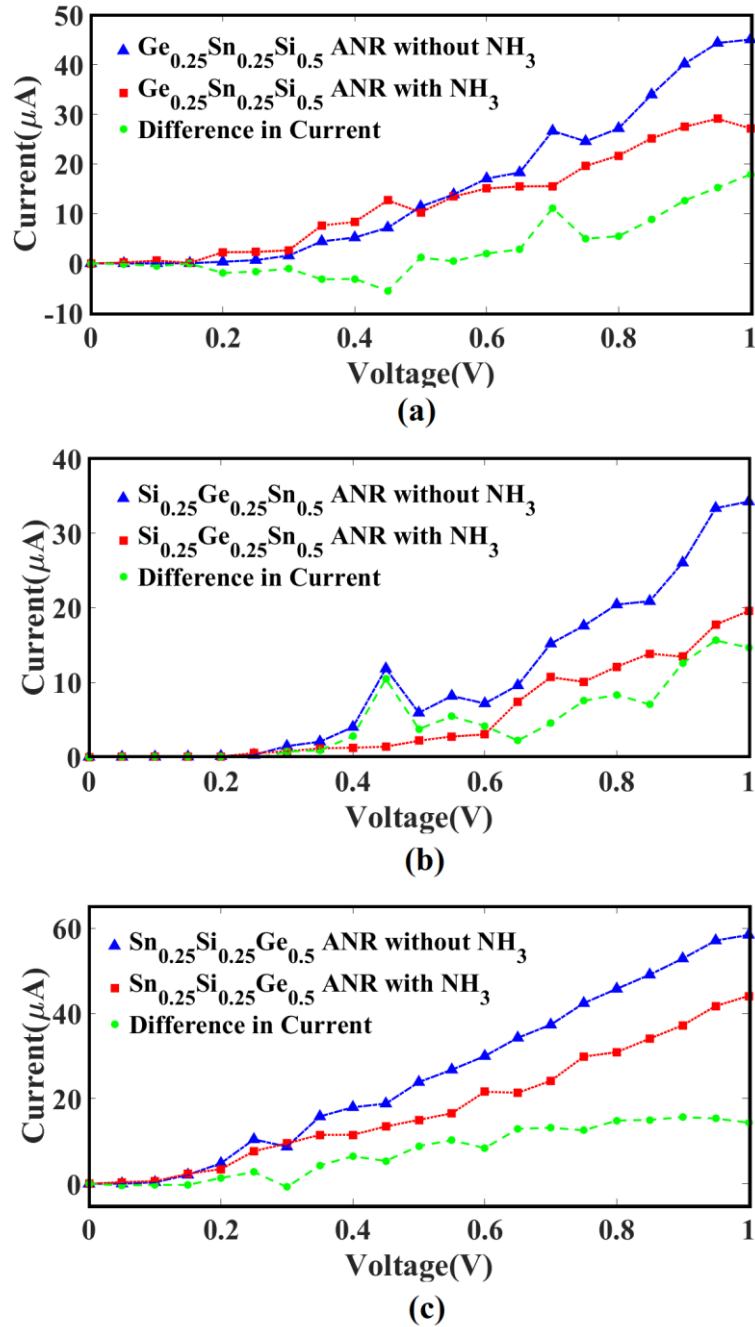 50
40
30
20
10
0
-10
Current(μA)
Ge0.25Sn0.25Si0.5 ANR without NH3
Ge0.25Sn0.25Si0.5 ANR with NH3
Difference in Current
0 0.2 0.4 0.6 0.8 1
Voltage(V)
(a)
40
30
20
10
0
Current(μA)
Si0.25Ge0.25Sn0.5 ANR without NH3
Si0.25Ge0.25Sn0.5 ANR with NH3
Difference in Current
0 0.2 0.4 0.6 0.8 1
Voltage(V)
(b)
60
40
20
0
Current(μA)
Sn0.25Si0.25Ge0.5 ANR without NH3
Sn0.25Si0.25Ge0.5 ANR with NH3
Difference in Current
0 0.2 0.4 0.6 0.8 1
Voltage(V)
(c)